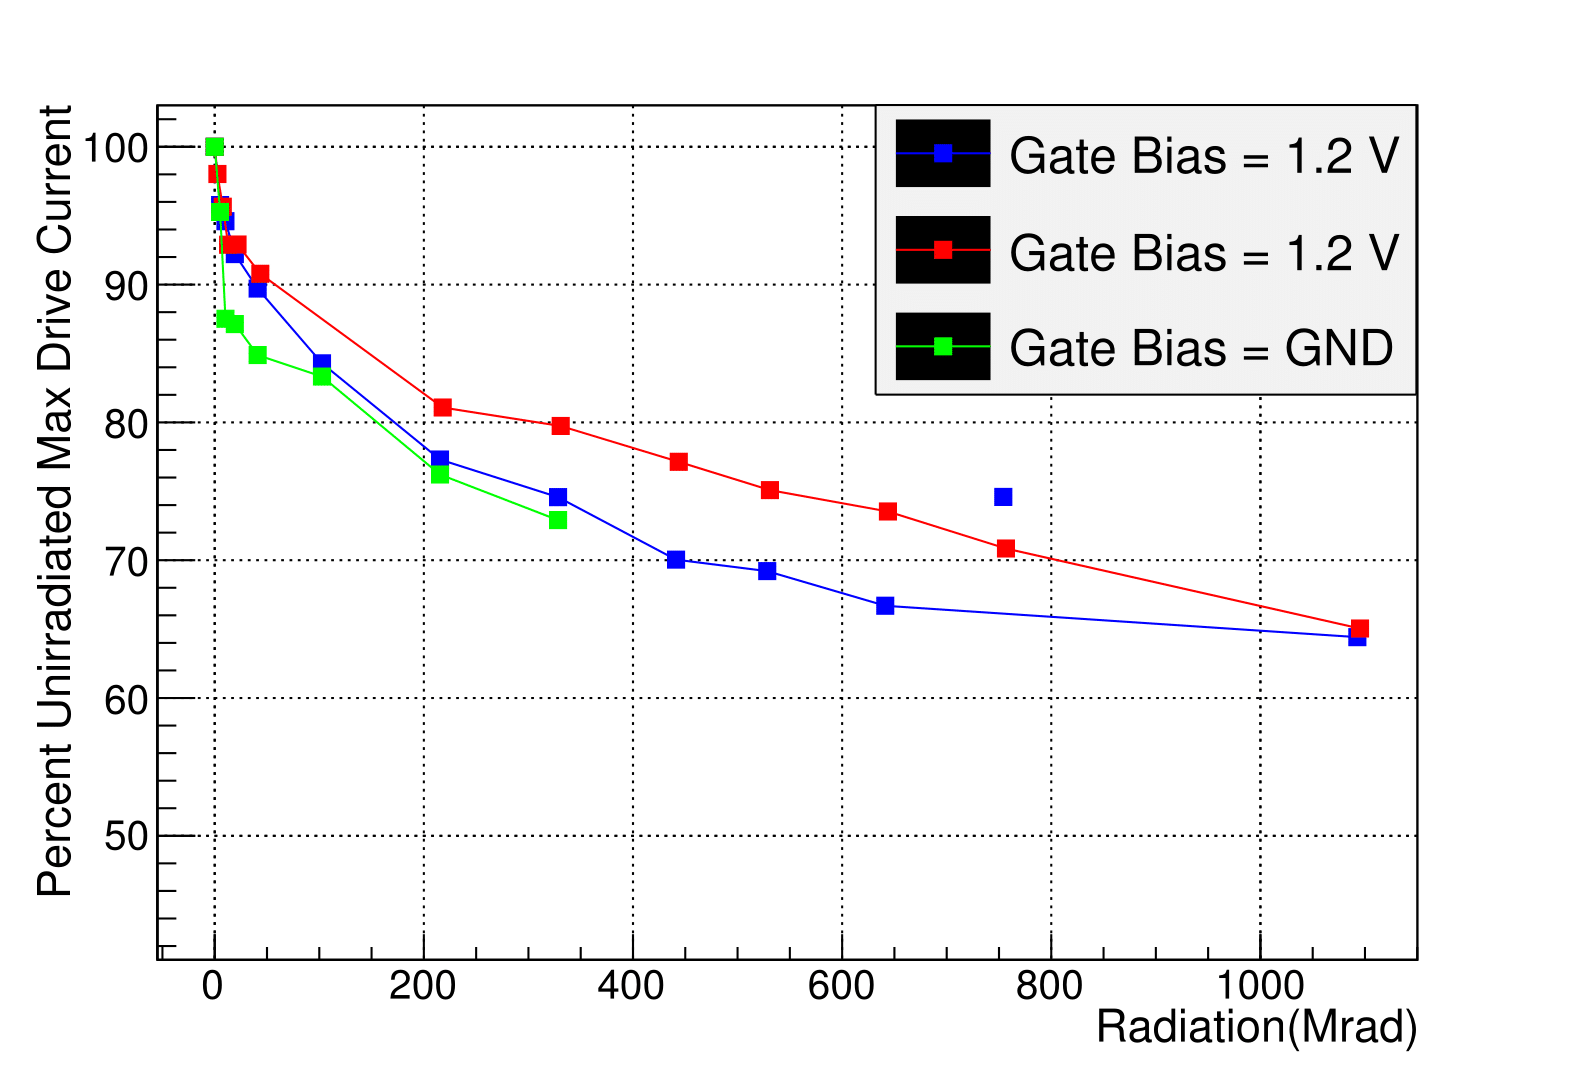 Percent Unirradiated Max Drive Current
100
90
80
70
60
50
Gate Bias = 1.2 V
Gate Bias = 1.2 V
Gate Bias = GND
0 200 400 600 800 1000
Radiation(Mrad)